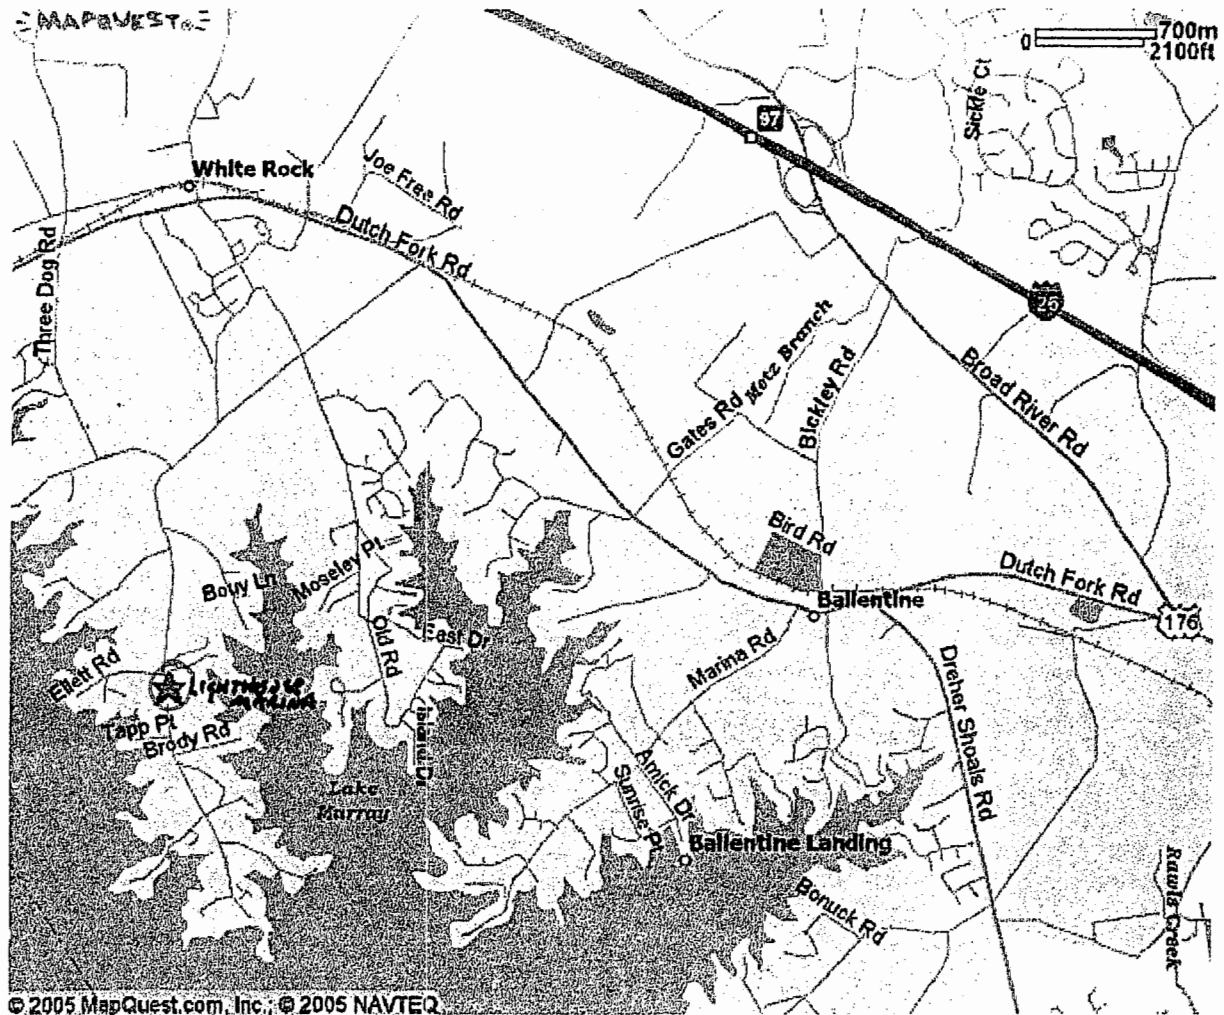 MAPQUEST
700m
0
2100ft
Sickle Ct
97
White Rock
Joe Free Rd
Dutch Fork Rd
Three Dog Rd
Metz Branch
Gates Rd
Bickley Rd
Broad River Rd
Bird Rd
Dutch Fork Rd
Ballentine
176
Bouy Ln
Moseley Pt
East Dr
Old Rd
Marina Rd
Ellett Rd
LIGHTHOUSE
MARINA
Tapp Pt
Brody Rd
Island Dr
Dreher Shoals Rd
Amick Dr
Sunrise Pt
Lake
Murray
Ballentine Landing
Bonuck Rd
Rawls Creek
© 2005 MapQuest.com, Inc.; © 2005 NAVTEQ